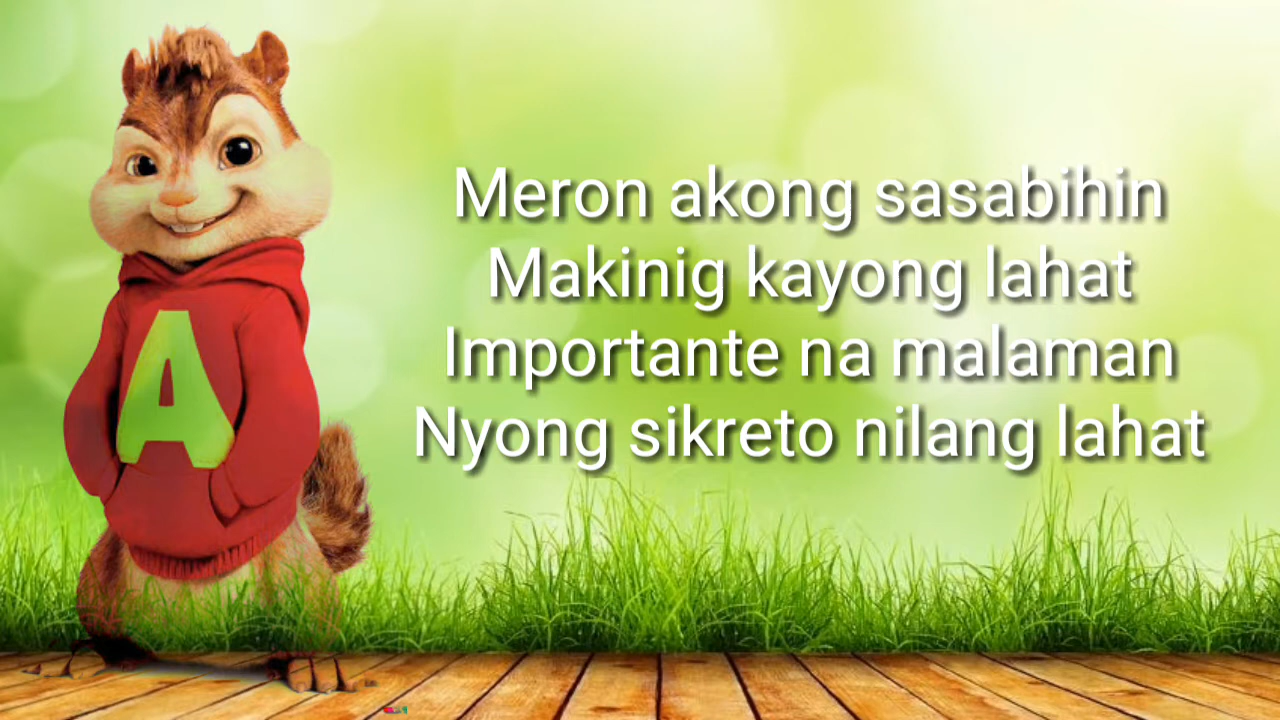 A
Meron akong sasabihin
Makinig kayong lahat
Importante na malaman
Nyong sikreto nilang lahat